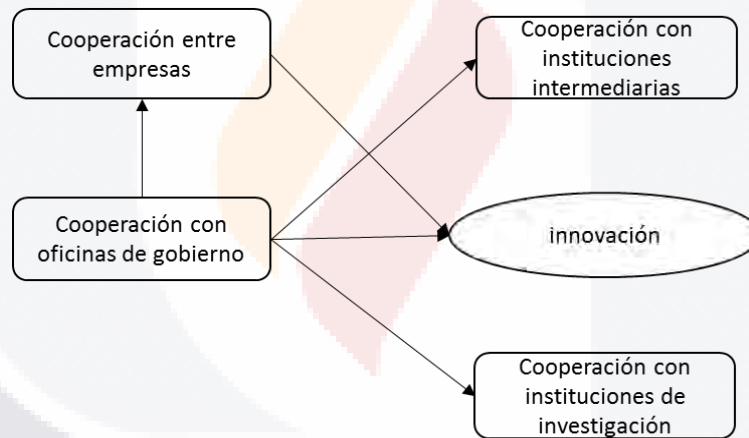 Cooperación entre
empresas
Cooperación con
instituciones
intermediarias
Cooperación con
oficinas de gobierno
innovación
Cooperación con
instituciones de
investigación